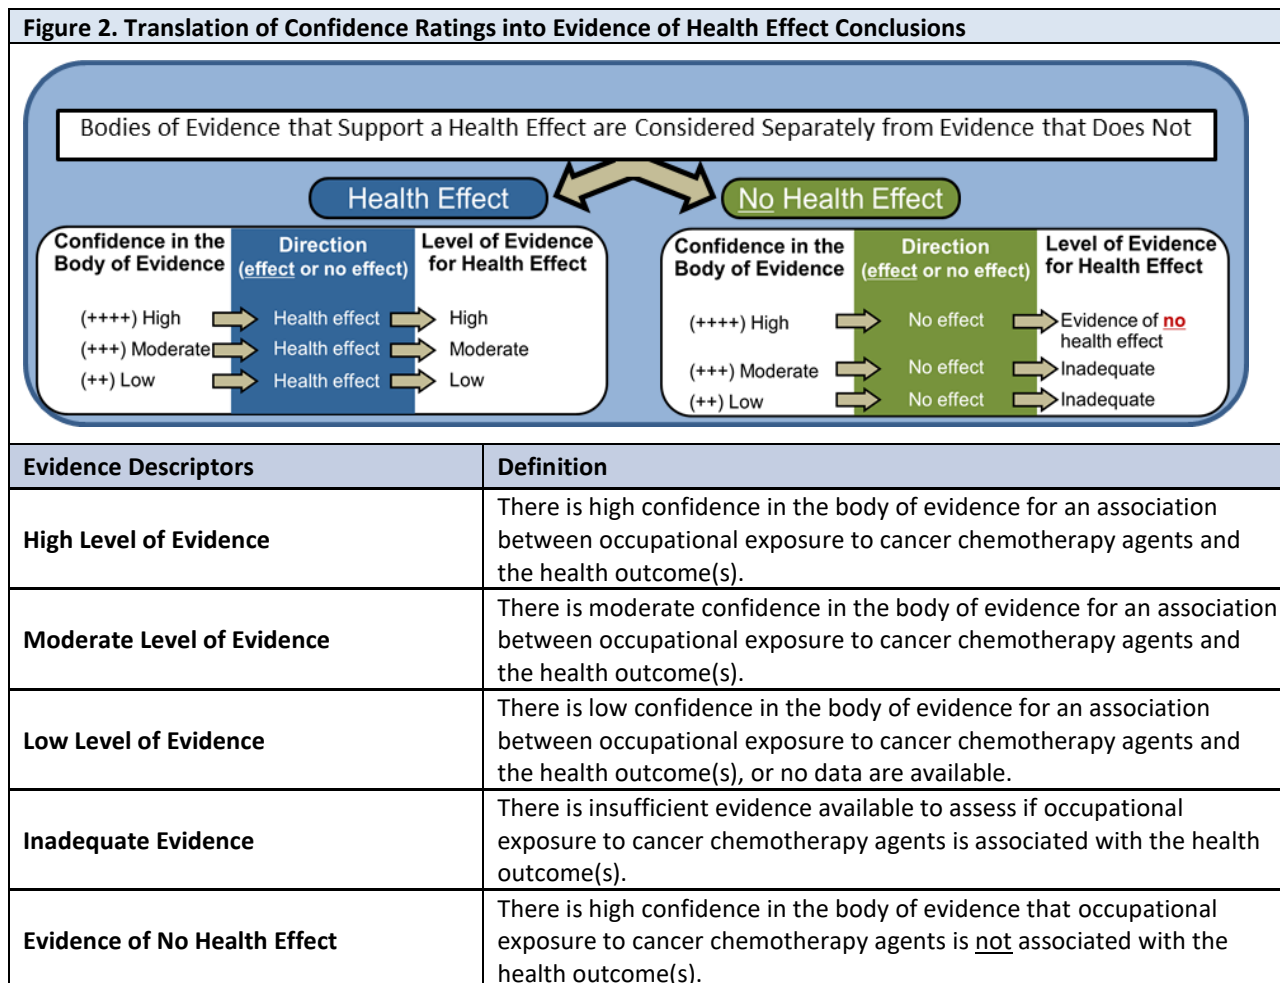 Figure 2. Translation of Confidence Ratings into Evidence of Health Effect Conclusions
Bodies of Evidence that Support a Health Effect are Considered Separately from Evidence that Does Not
Health Effect
Confidence in the
Body of Evidence
Direction
(effect or no effect)
Level of Evidence
for Health Effect
(++++) High Health effect High
(+++) Moderate Health effect Moderate
(++) Low Health effect Low
No Health Effect
Confidence in the
Body of Evidence
Direction
(effect or no effect)
Level of Evidence
for Health Effect
(++++) High No effect Evidence of no
health effect
(+++) Moderate No effect Inadequate
(++) Low No effect Inadequate
Evidence Descriptors Definition
High Level of Evidence
There is high confidence in the body of evidence for an association
between occupational exposure to cancer chemotherapy agents and
the health outcome(s).
Moderate Level of Evidence
There is moderate confidence in the body of evidence for an association
between occupational exposure to cancer chemotherapy agents and
the health outcome(s).
Low Level of Evidence
There is low confidence in the body of evidence for an association
between occupational exposure to cancer chemotherapy agents and
the health outcome(s), or no data are available.
Inadequate Evidence
There is insufficient evidence available to assess if occupational
exposure to cancer chemotherapy agents is associated with the health
outcome(s).
Evidence of No Health Effect
There is high confidence in the body of evidence that occupational
exposure to cancer chemotherapy agents is not associated with the
health outcome(s).